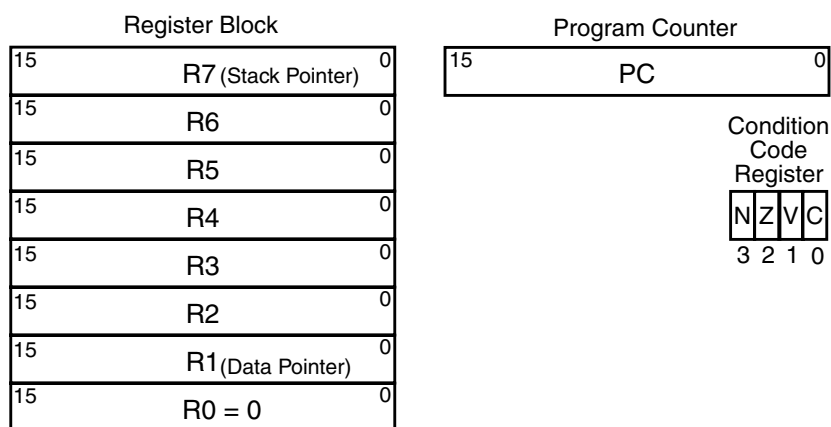 Register Block
15 R7 (Stack Pointer) 0
15 R6 0
15 R5 0
15 R4 0
15 R3 0
15 R2 0
15 R1 (Data Pointer) 0
15 R0 = 0 0
Program Counter
15 PC 0
Condition
Code
Register
N Z V C
3 2 1 0